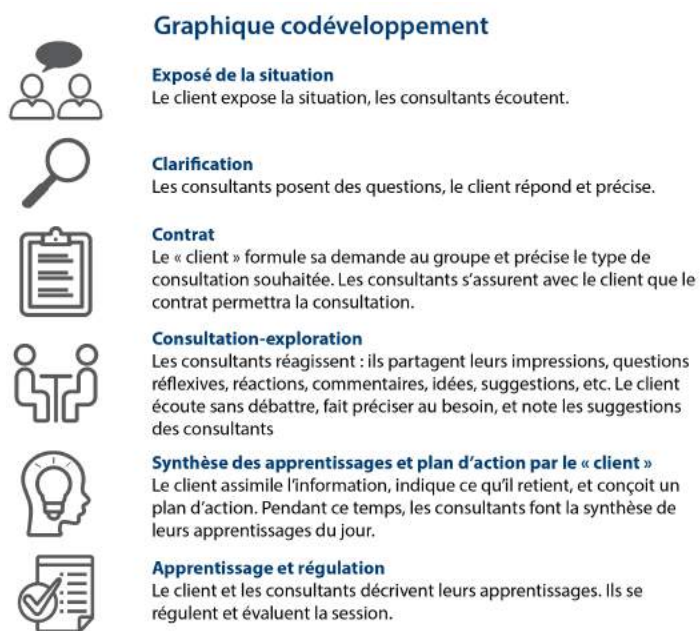 Graphique codéveloppement
Exposé de la situation
Le client expose la situation, les consultants écoutent.
Clarification
Les consultants posent des questions, le client répond et précise.
Contrat
Le « client » formule sa demande au groupe et précise le type de
consultation souhaitée. Les consultants s’assurent avec le client que le
contrat permettra la consultation.
Consultation-exploration
Les consultants réagissent : ils partagent leurs impressions, questions
réflexives, réactions, commentaires, idées, suggestions, etc. Le client
écoute sans débattre, fait préciser au besoin, et note les suggestions
des consultants
Synthèse des apprentissages et plan d’action par le « client »
Le client assimile l’information, indique ce qu’il retient, et conçoit un
plan d’action. Pendant ce temps, les consultants font la synthèse de
leurs apprentissages du jour.
Apprentissage et régulation
Le client et les consultants décrivent leurs apprentissages. Ils se
régulent et évaluent la session.